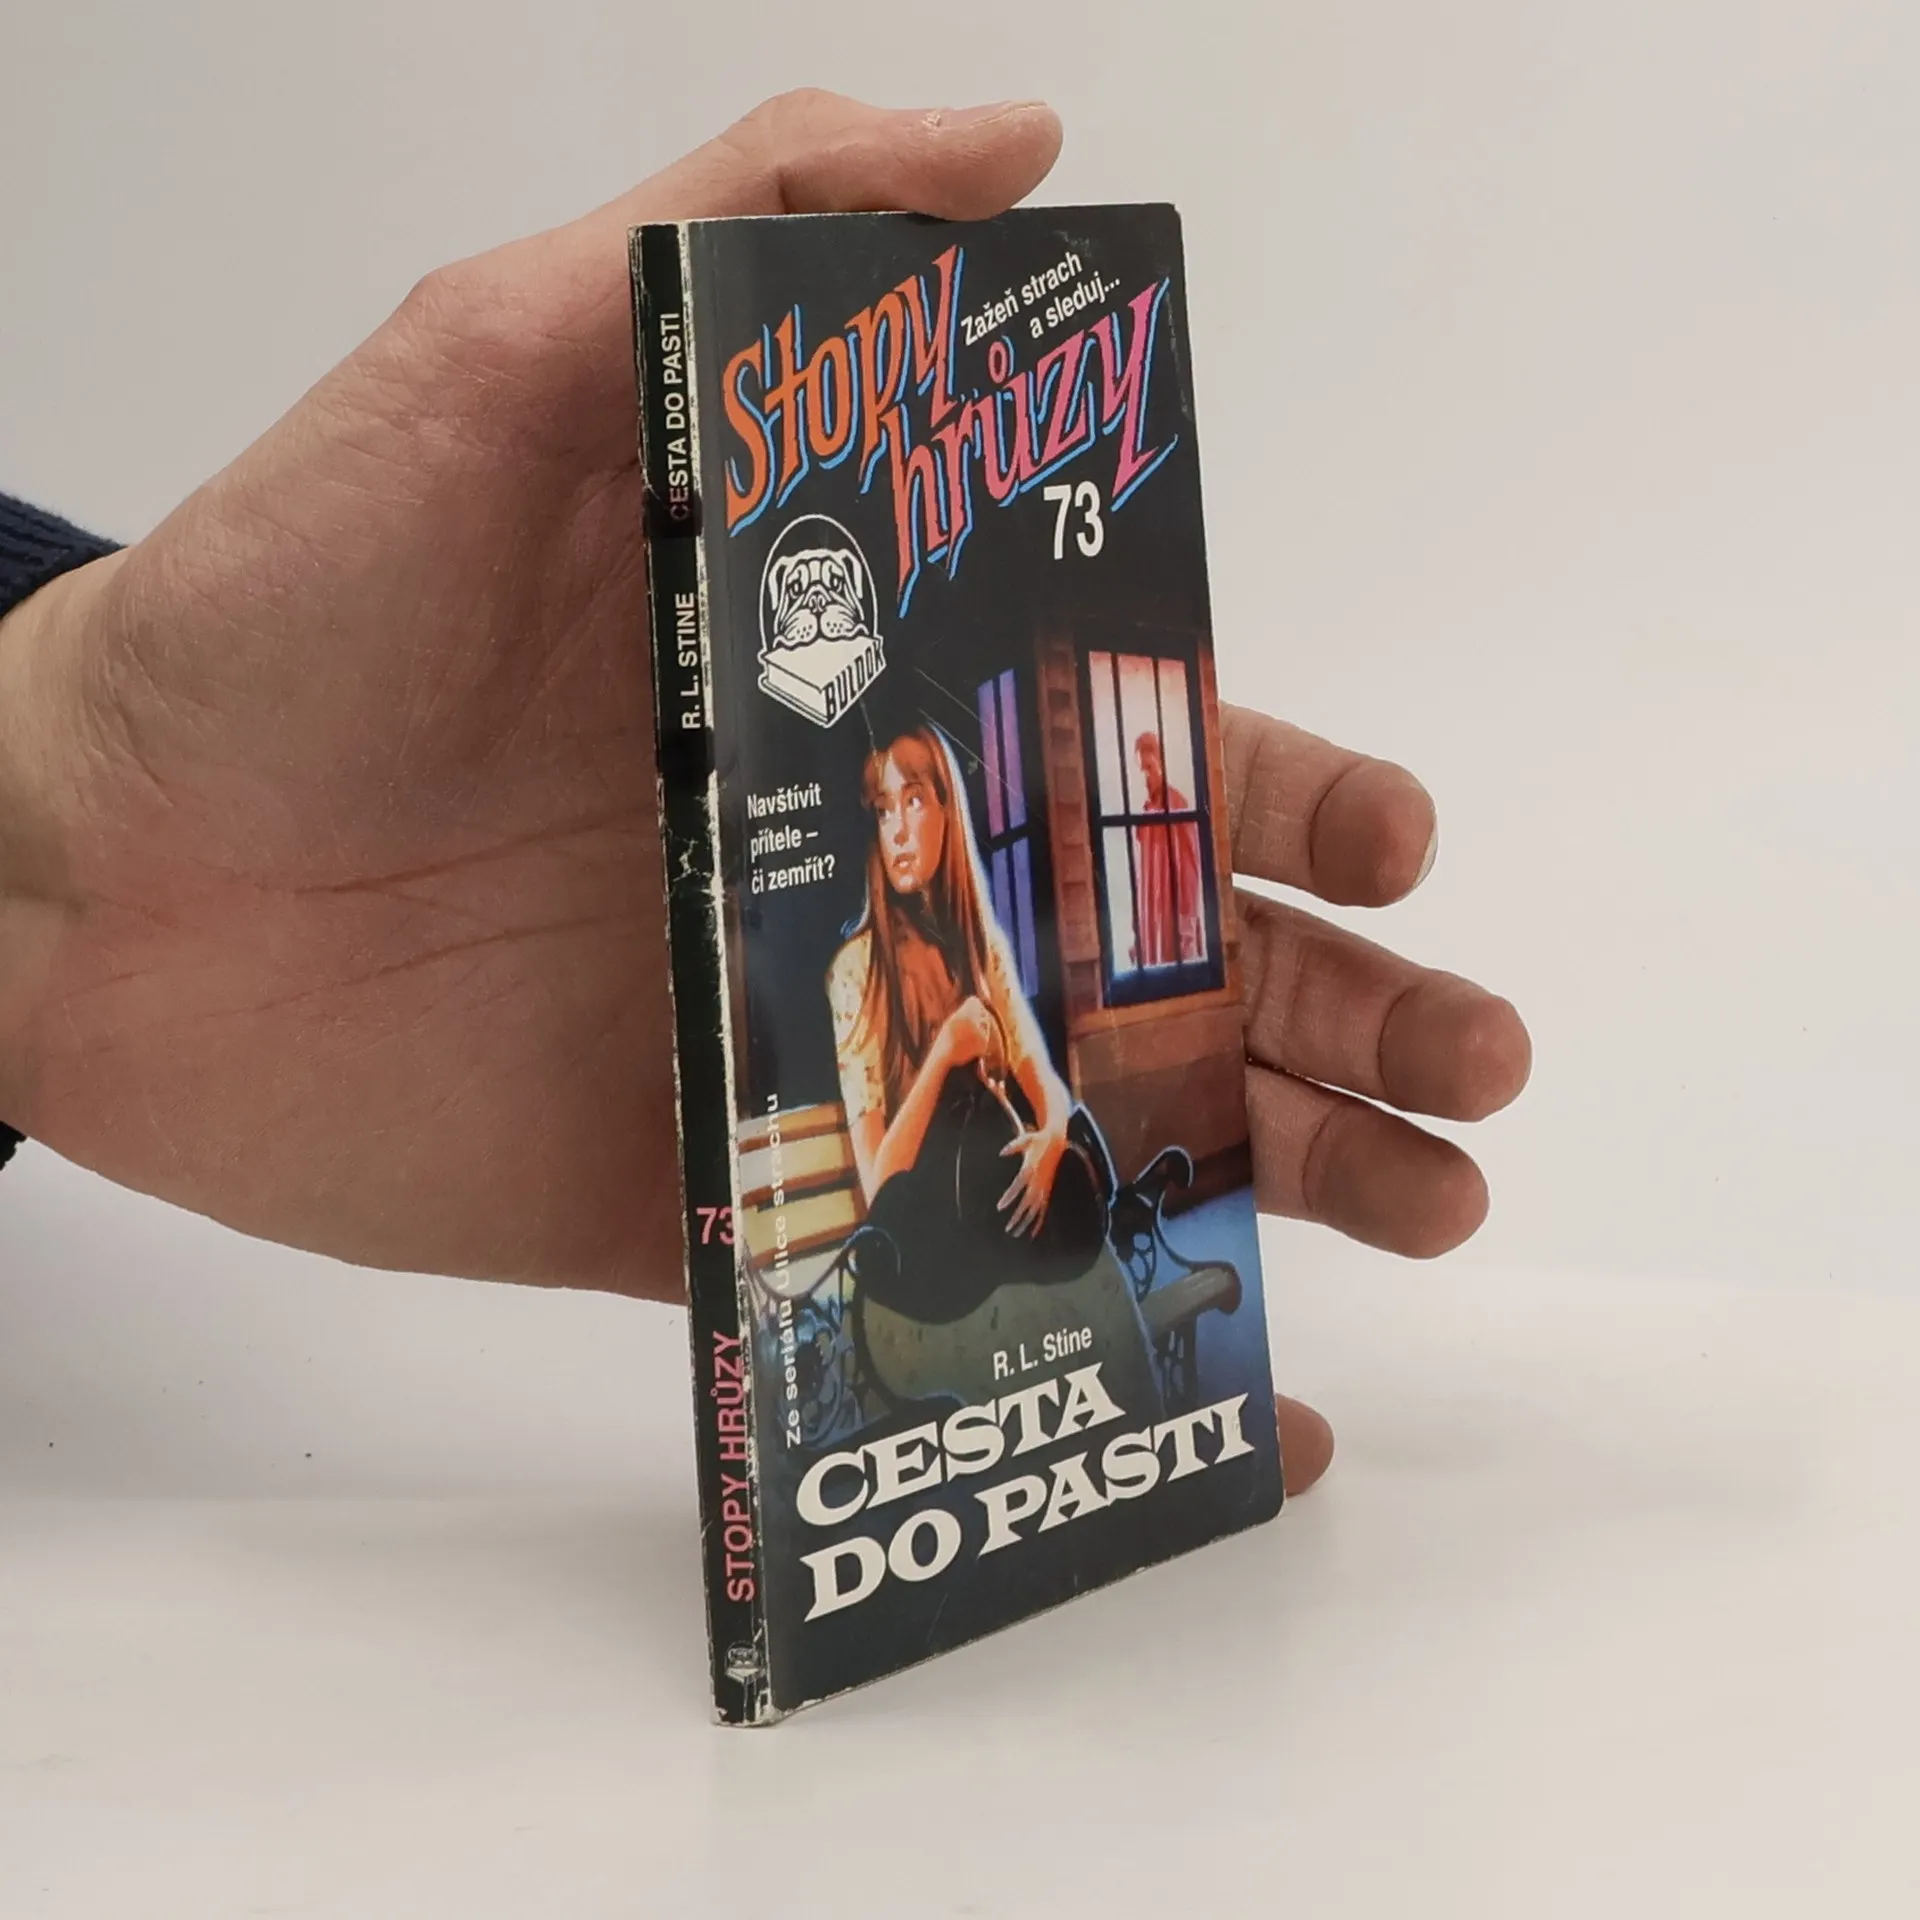 CESTA DO PASTI
R. L. STINE
73
STOPY HRŮZY
Stopy
hrůzy
Zažeň strach
a sleduj...
73
BULDOK
Navštívit
přítele –
či zemřít?
ze seriálu Ulice strachu
R. L. Stine
CESTA
DO PASTI